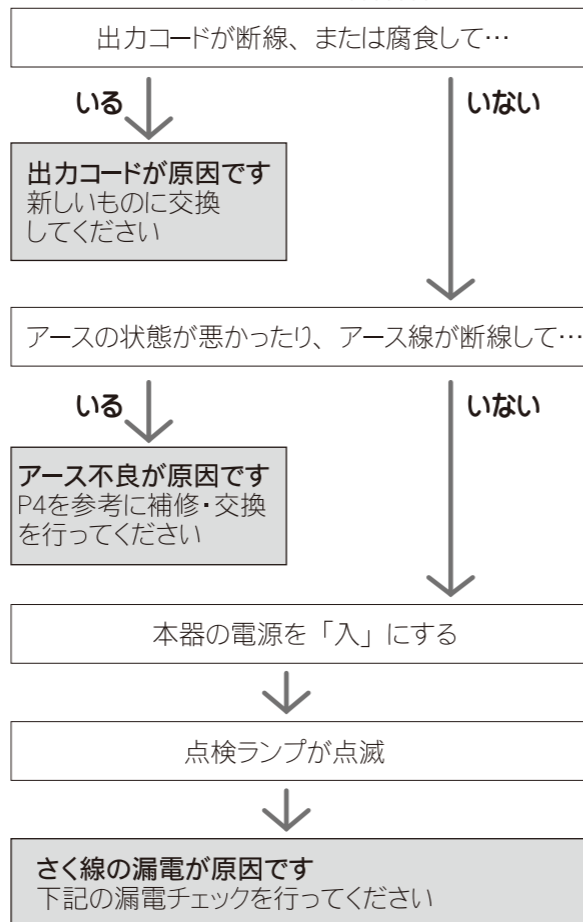 出力コードが断線、または腐食して…
いる
いない
出力コードが原因です
新しいものに交換
してください
アースの状態が悪かったり、アース線が断線して…
いる
いない
アース不良が原因です
P4を参考に補修・交換
を行ってください
本器の電源を「入」にする
点検ランプが点滅
さく線の漏電が原因です
下記の漏電チェックを行ってください